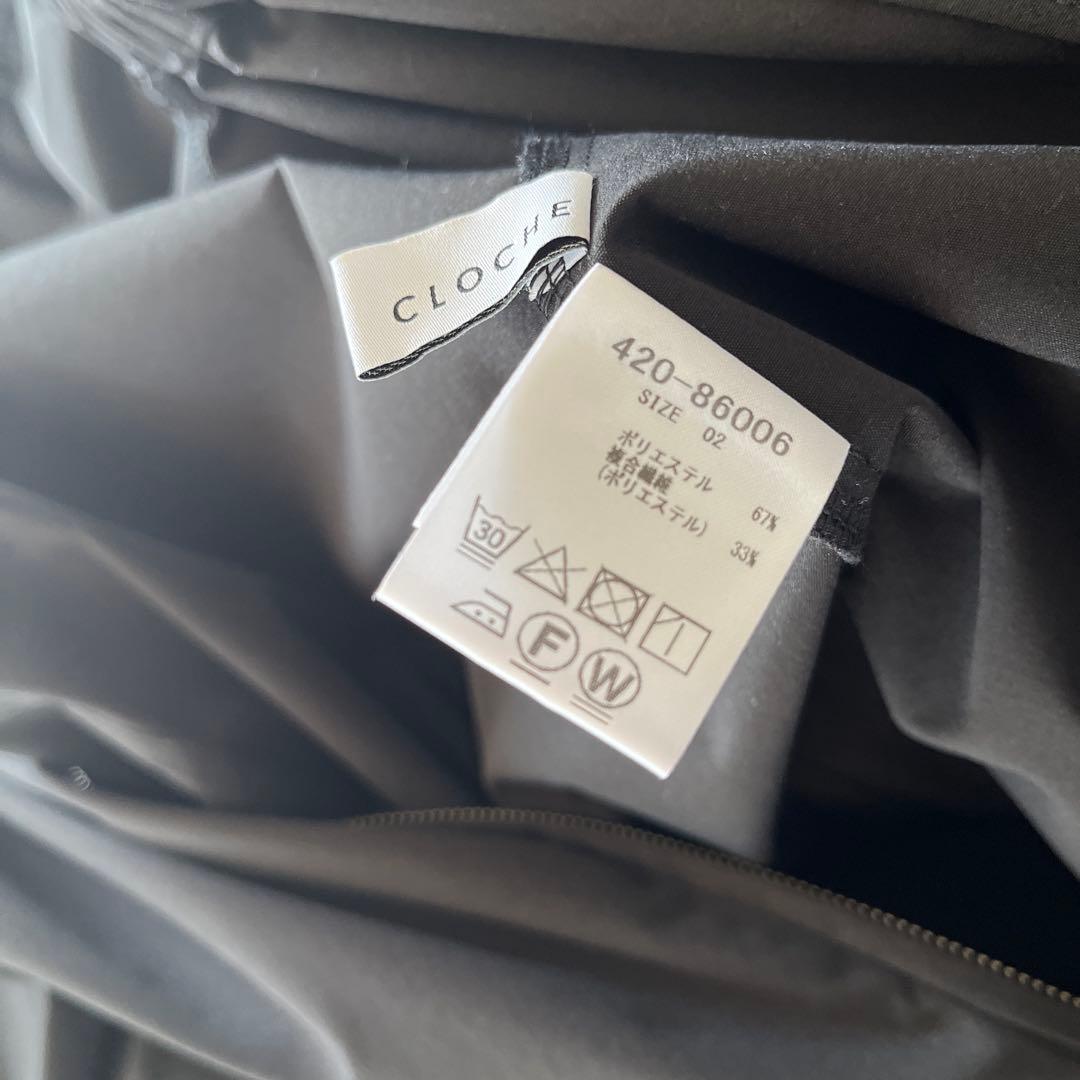 CLOCHE
420-86006
SIZE 02
ポリエステル 67%
複合繊維
(ポリエステル) 33%
30
F
W